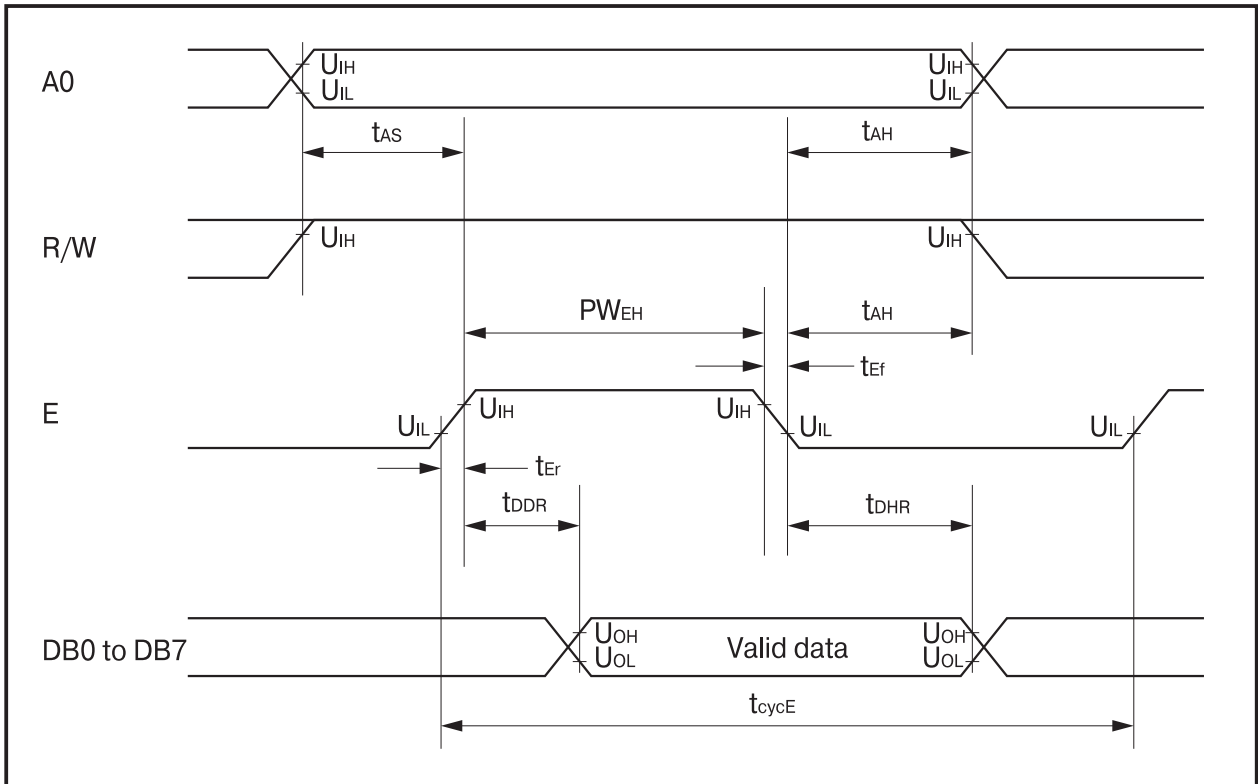 A0
UIH
UIL
UIH
UIL
tAS
tAH
R/W
UIH
UIH
PWEH
tAH
tEf
E
UIL
UIH
UIH
UIL
UIL
tEr
tDDR
tDHR
DB0 to DB7
UOH
UOL
Valid data
UOH
UOL
tcycE